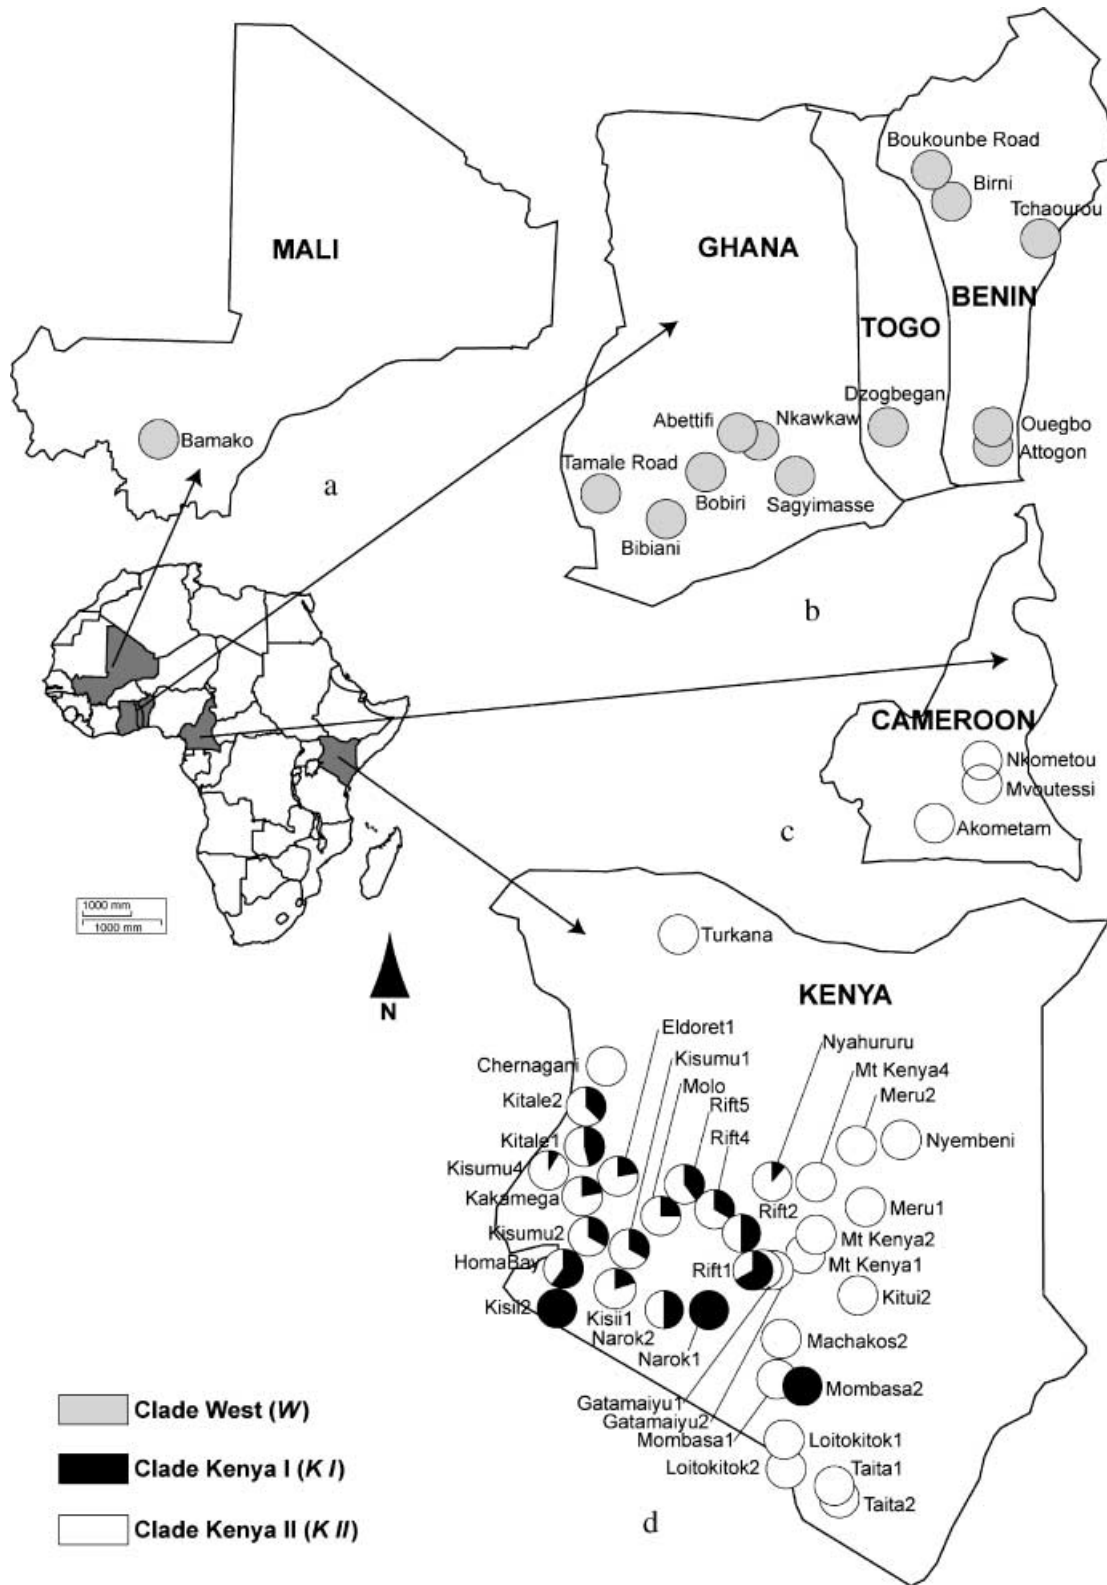 MALI
Bamako
a
GHANA
TOGO
BENIN
Boukounbe Road
Birni
Tchaourou
Dzogbegan
Abettifi
Nkawkaw
Ouegbo
Attogon
Tamale Road
Bobiri
Sagyimasse
Bibiani
b
CAMEROON
Nkometou
Mvoutessi
Akometam
c
1000 mm
1000 mm
N
Turkana
KENYA
Eldoret1
Kisumu1
Molo
Rift5
Rift4
Nyahururu
Mt Kenya4
Meru2
Nyembeni
Chernagani
Kitale2
Kitale1
Kisumu4
Kakamega
Kisumu2
HomaBay
Kisii2
Kisii1
Narok2
Narok1
Rift2
Rift1
Meru1
Mt Kenya2
Mt Kenya1
Kitui2
Machakos2
Mombasa2
Gatamaiyu1
Gatamaiyu2
Mombasa1
Loitokitok1
Loitokitok2
Taita1
Taita2
d
Clade West (W)
Clade Kenya I (K I)
Clade Kenya II (K II)